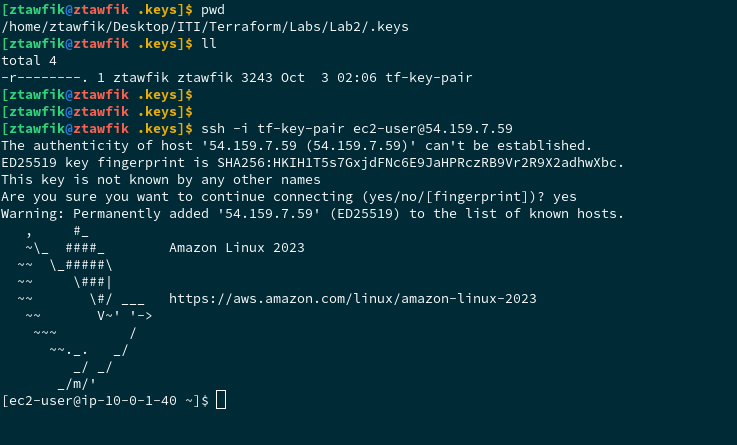 [ztawfik@ztawfik .keys]$ pwd
/home/ztawfik/Desktop/ITI/Terraform/Labs/Lab2/.keys
[ztawfik@ztawfik .keys]$ ll
total 4
-r--------. 1 ztawfik ztawfik 3243 Oct  3 02:06 tf-key-pair
[ztawfik@ztawfik .keys]$
[ztawfik@ztawfik .keys]$
[ztawfik@ztawfik .keys]$ ssh -i tf-key-pair ec2-user@54.159.7.59
The authenticity of host '54.159.7.59 (54.159.7.59)' can't be established.
ED25519 key fingerprint is SHA256:HKIH1T5s7GxjdFNc6E9JaHPRczRB9Vr2R9X2adhwXbc.
This key is not known by any other names
Are you sure you want to continue connecting (yes/no/[fingerprint])? yes
Warning: Permanently added '54.159.7.59' (ED25519) to the list of known hosts.
   ,     #_
   ~\_  ####_        Amazon Linux 2023
  ~~  \_#####\
  ~~     \###|
  ~~       \#/ ___   https://aws.amazon.com/linux/amazon-linux-2023
   ~~       V~' '->
    ~~~         /
      ~~._.   _/
         _/ _/
       _/m/'
[ec2-user@ip-10-0-1-40 ~]$